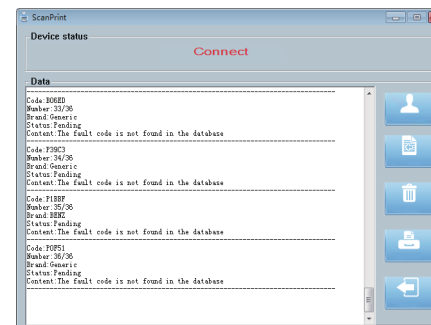 ScanPrint
Device status
Connect
Data
Code:B06ED
Number:33/36
Brand:Generic
Status:Pending
Content:The fault code is not found in the database
Code:P39C3
Number:34/36
Brand:Generic
Status:Pending
Content:The fault code is not found in the database
Code:P1BBF
Number:35/36
Brand:BENZ
Status:Pending
Content:The fault code is not found in the database
Code:P0F51
Number:36/36
Brand:Generic
Status:Pending
Content:The fault code is not found in the database